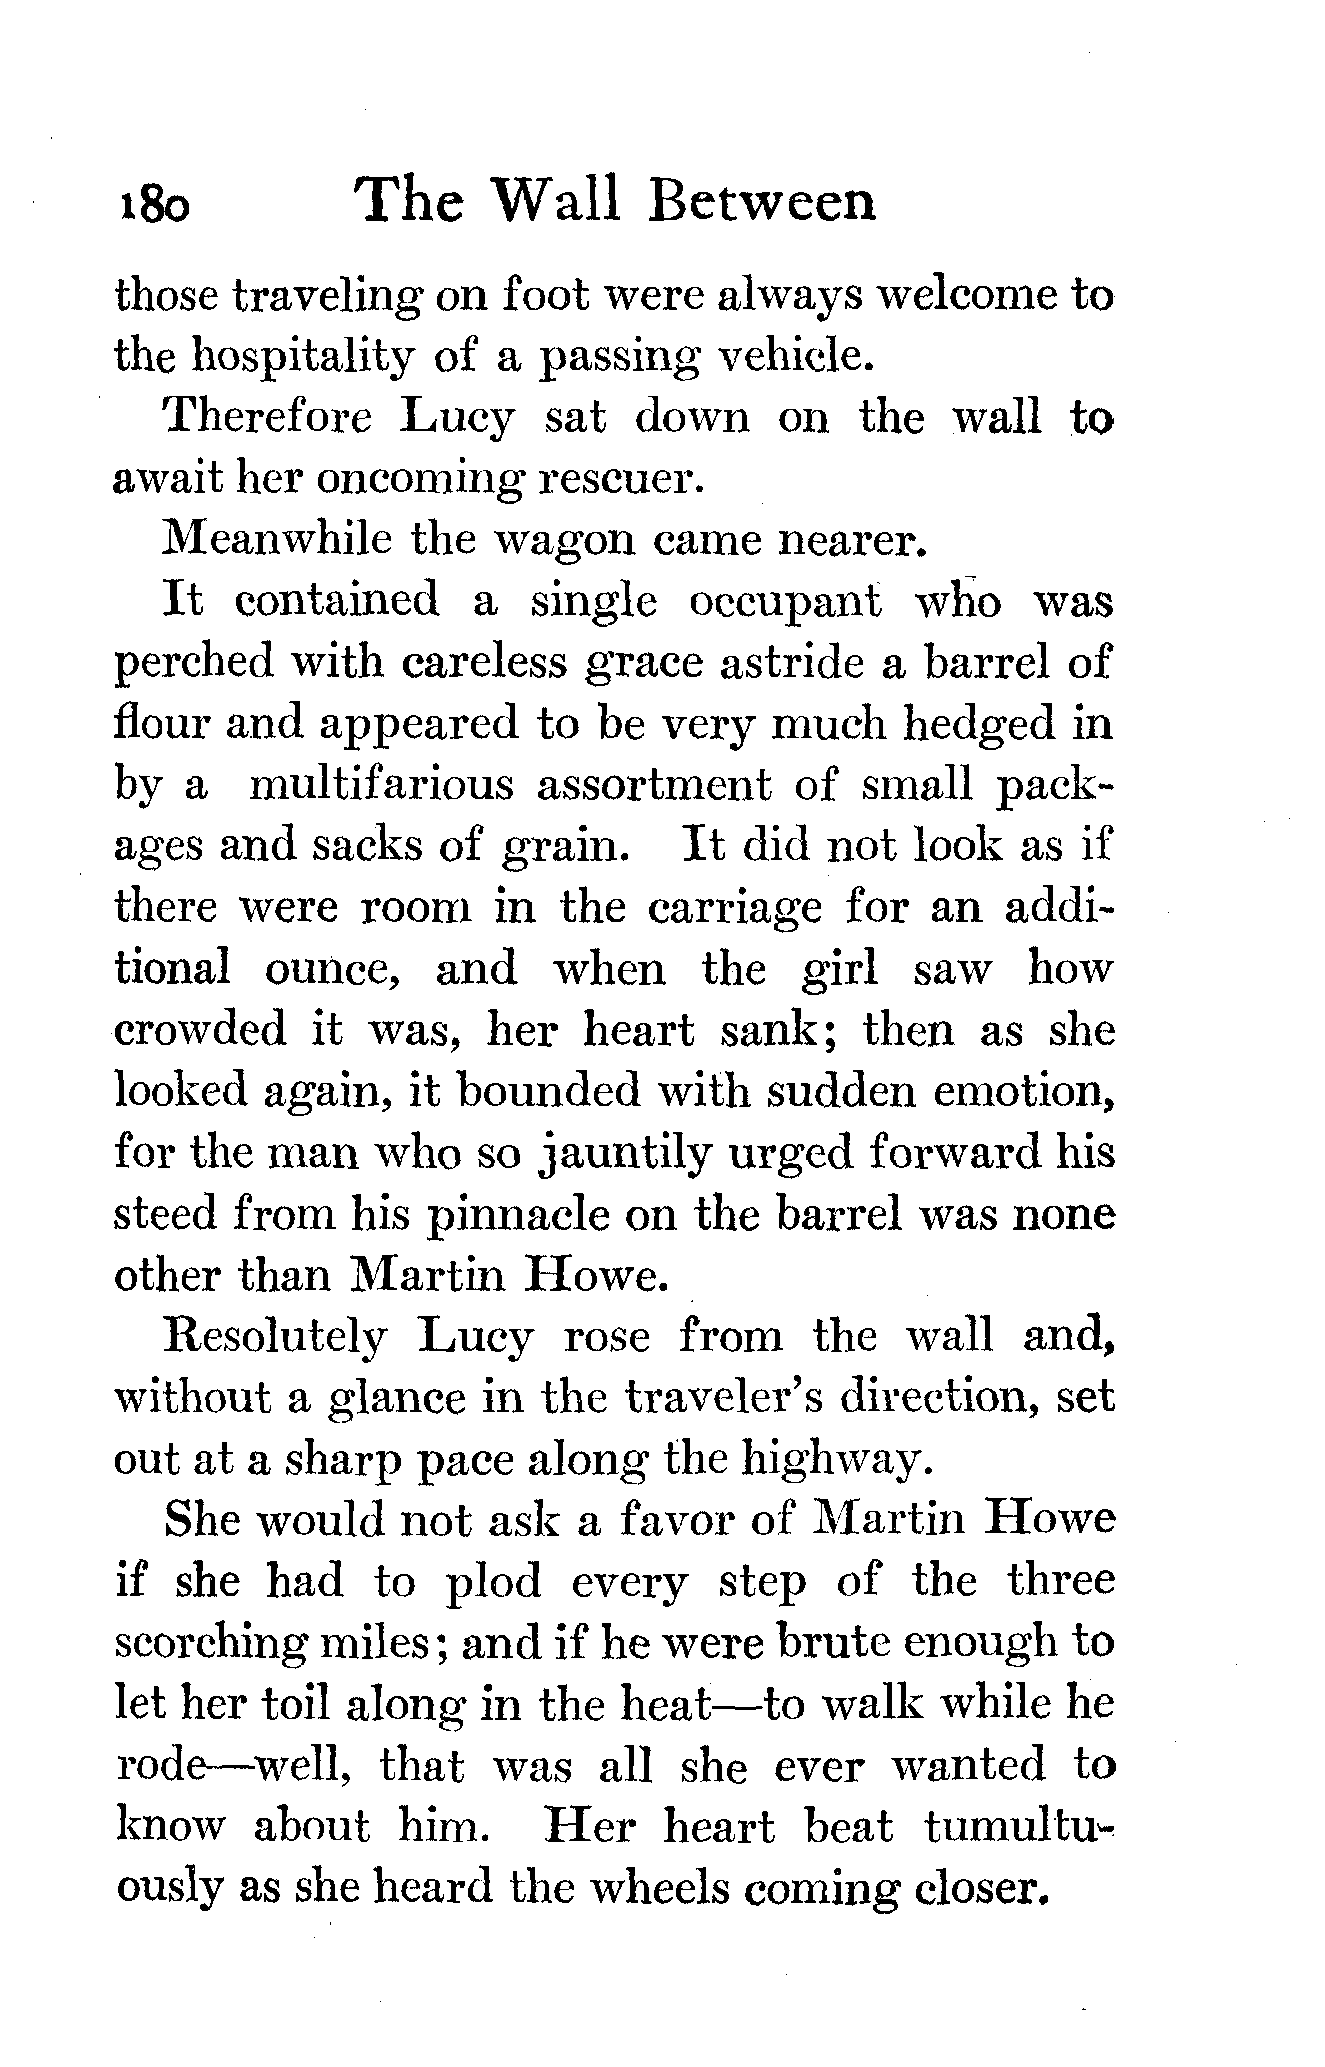 180 The Wall Between
those traveling on foot were always welcome to
the hospitality of a passing vehicle.
Therefore Lucy sat down on the wall to
await her oncoming rescuer.
Meanwhile the wagon came nearer.
It contained a single occupant who was
perched with careless grace astride a barrel of
flour and appeared to be very much hedged in
by a multifarious assortment of small pack-
ages and sacks of grain. It did not look as if
there were room in the carriage for an addi-
tional ounce, and when the girl saw how
crowded it was, her heart sank; then as she
looked again, it bounded with sudden emotion,
for the man who so jauntily urged forward his
steed from his pinnacle on the barrel was none
other than Martin Howe.
Resolutely Lucy rose from the wall and,
without a glance in the traveler's direction, set
out at a sharp pace along the highway.
She would not ask a favor of Martin Howe
if she had to plod every step of the three
scorching miles; and if he were brute enough to
let her toil along in the heat—to walk while he
rode—well, that was all she ever wanted to
know about him. Her heart beat tumultu-
ously as she heard the wheels coming closer.